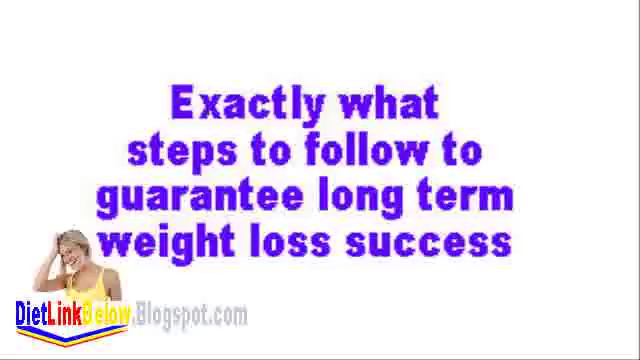 Exactly what
steps to follow to
guarantee long term
weight loss success
DietLinkBelow.Blogspot.com